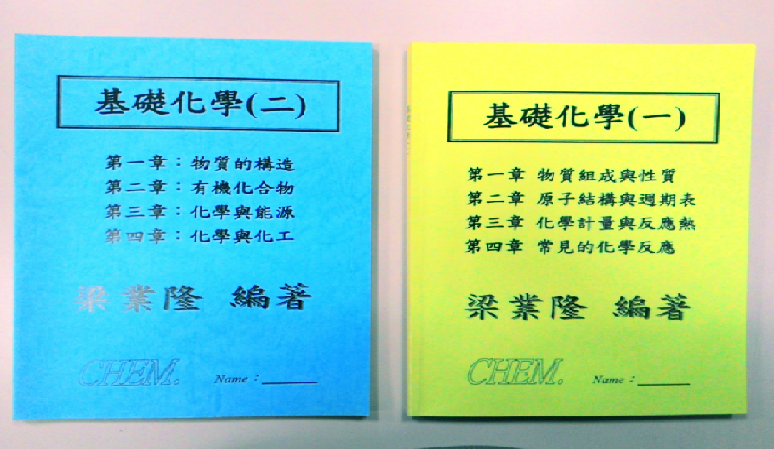 基礎化學(二)
第一章：物質的構造
第二章：有機化合物
第三章：化學與能源
第四章：化學與化工
梁業隆 編著
CHEM. Name：______
基礎化學(一)
第一章 物質組成與性質
第二章 原子結構與週期表
第三章 化學計量與反應熱
第四章 常見的化學反應
梁業隆 編著
CHEM. Name：______